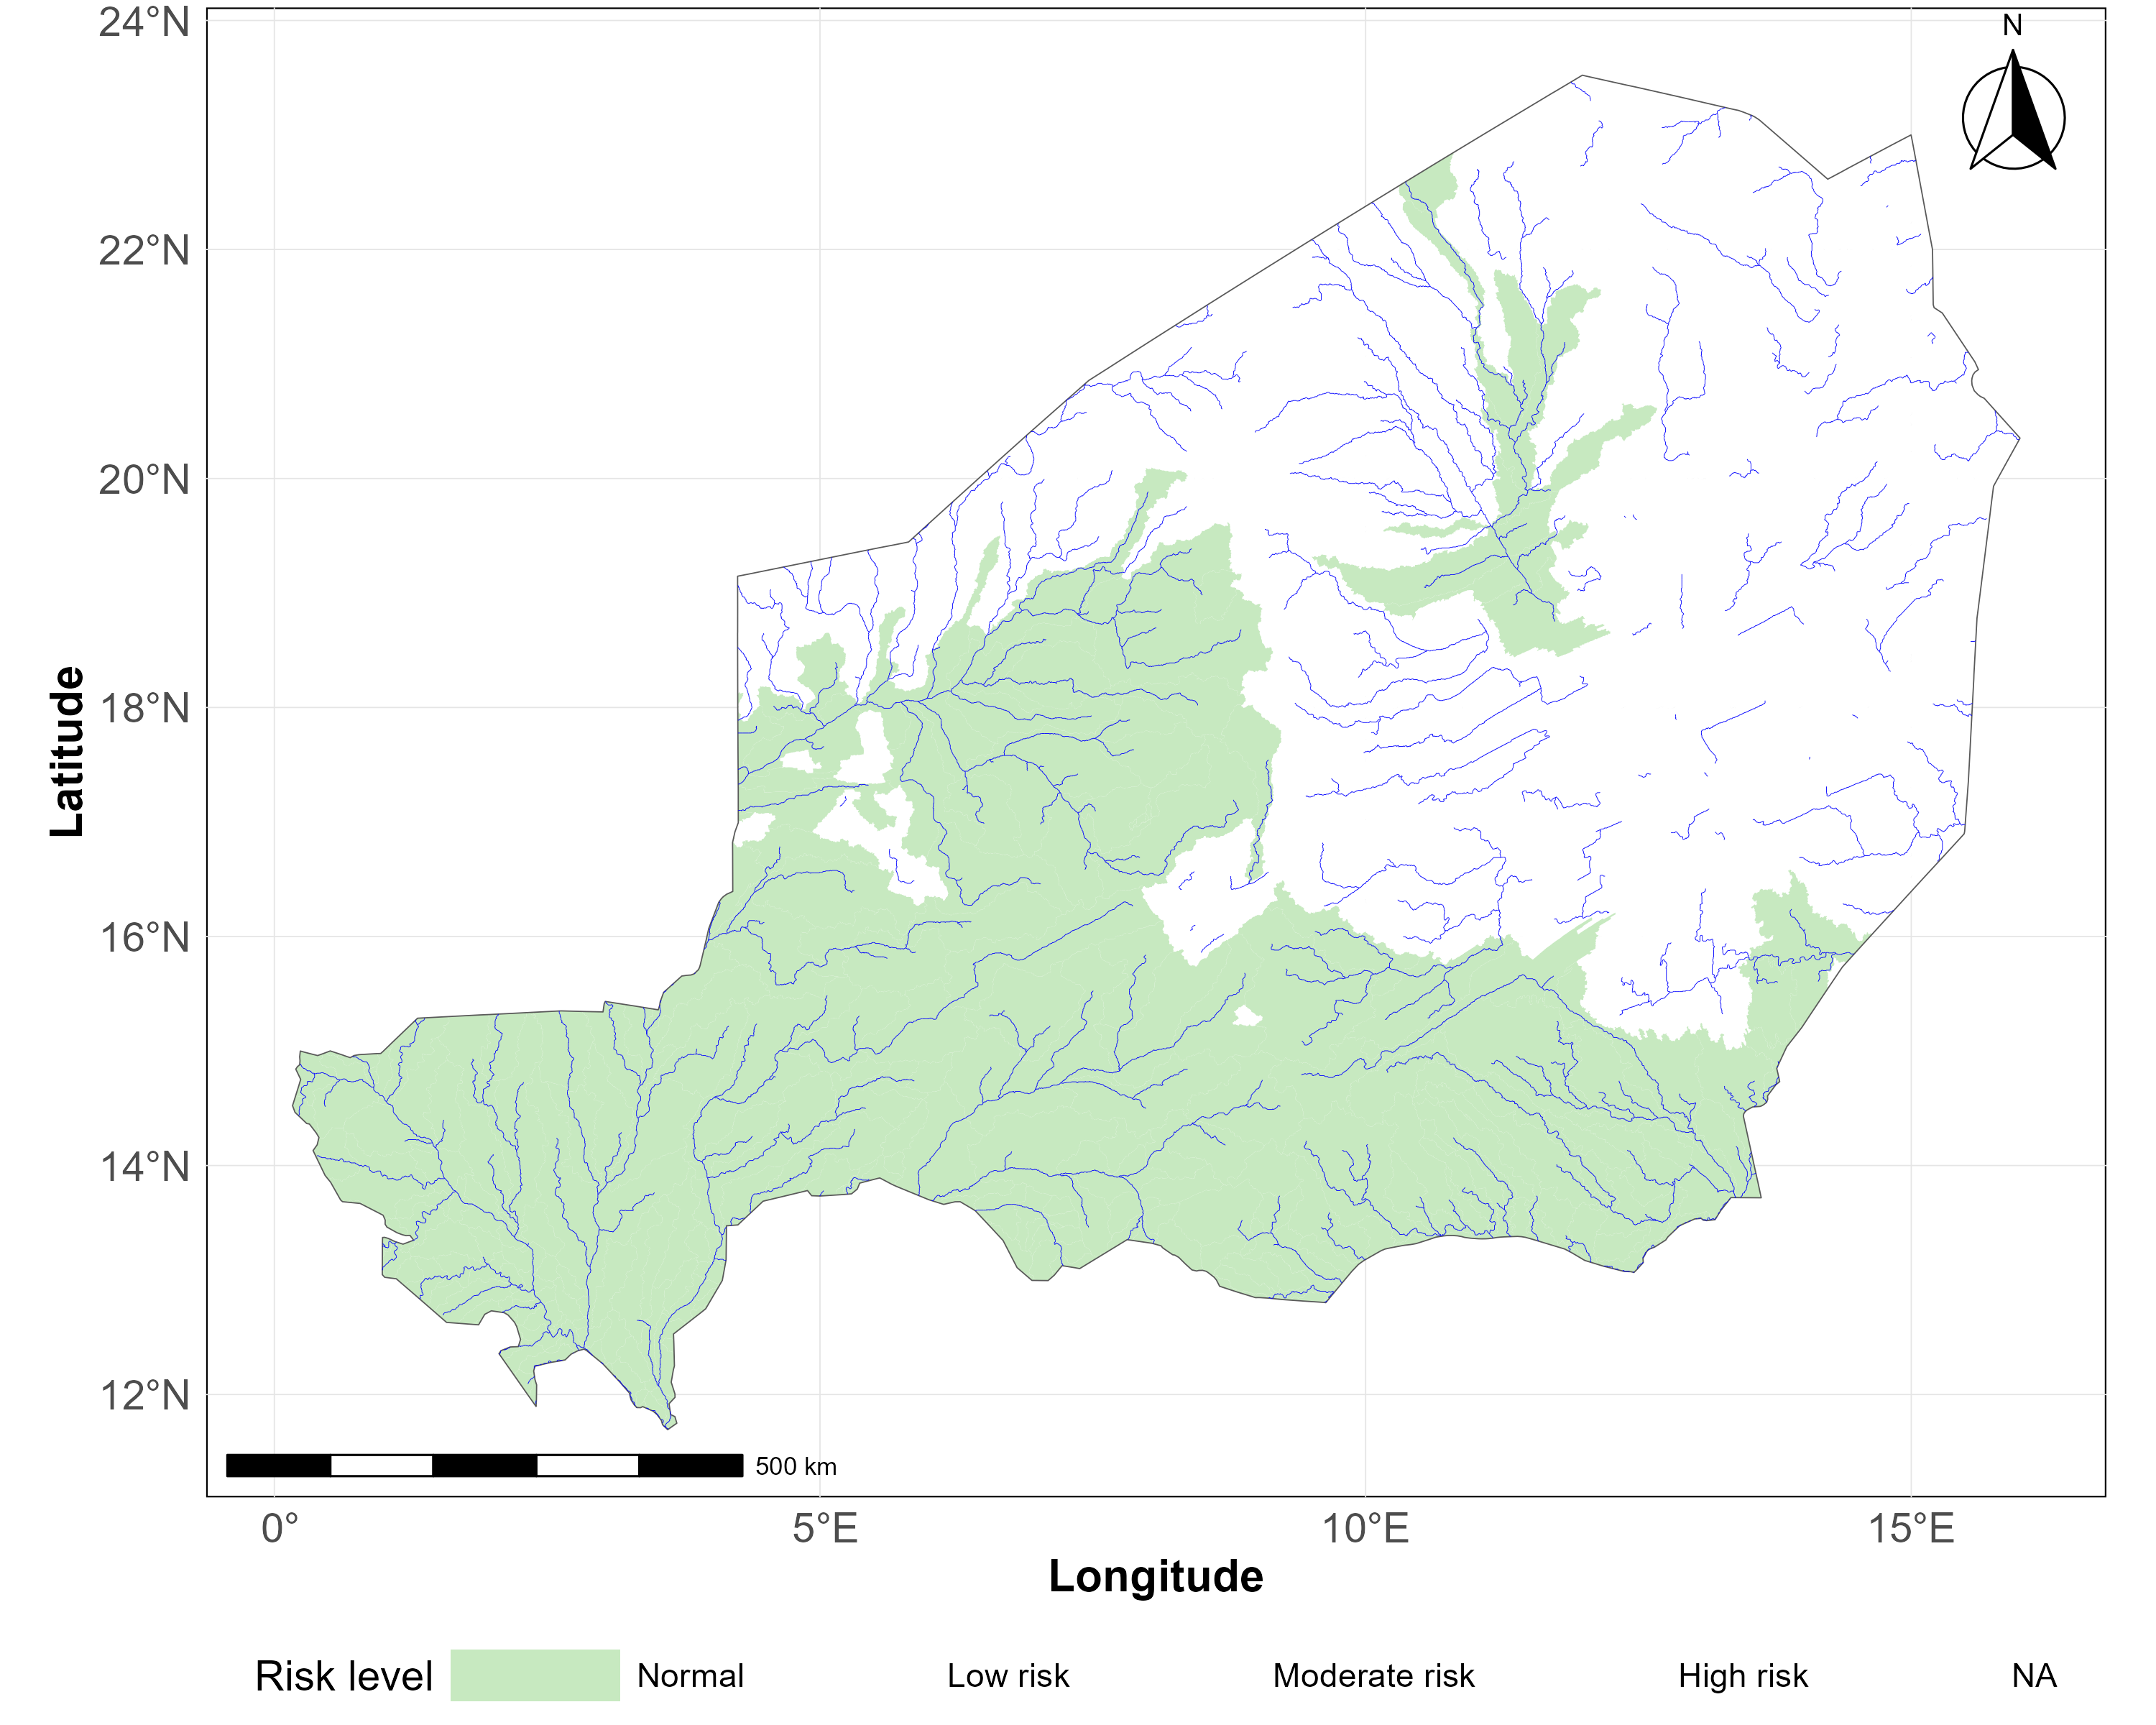 24°N
22°N
20°N
18°N
16°N
14°N
12°N
Latitude
N
500 km
0°
5°E
10°E
15°E
Longitude
Risk level
Normal
Low risk
Moderate risk
High risk
NA